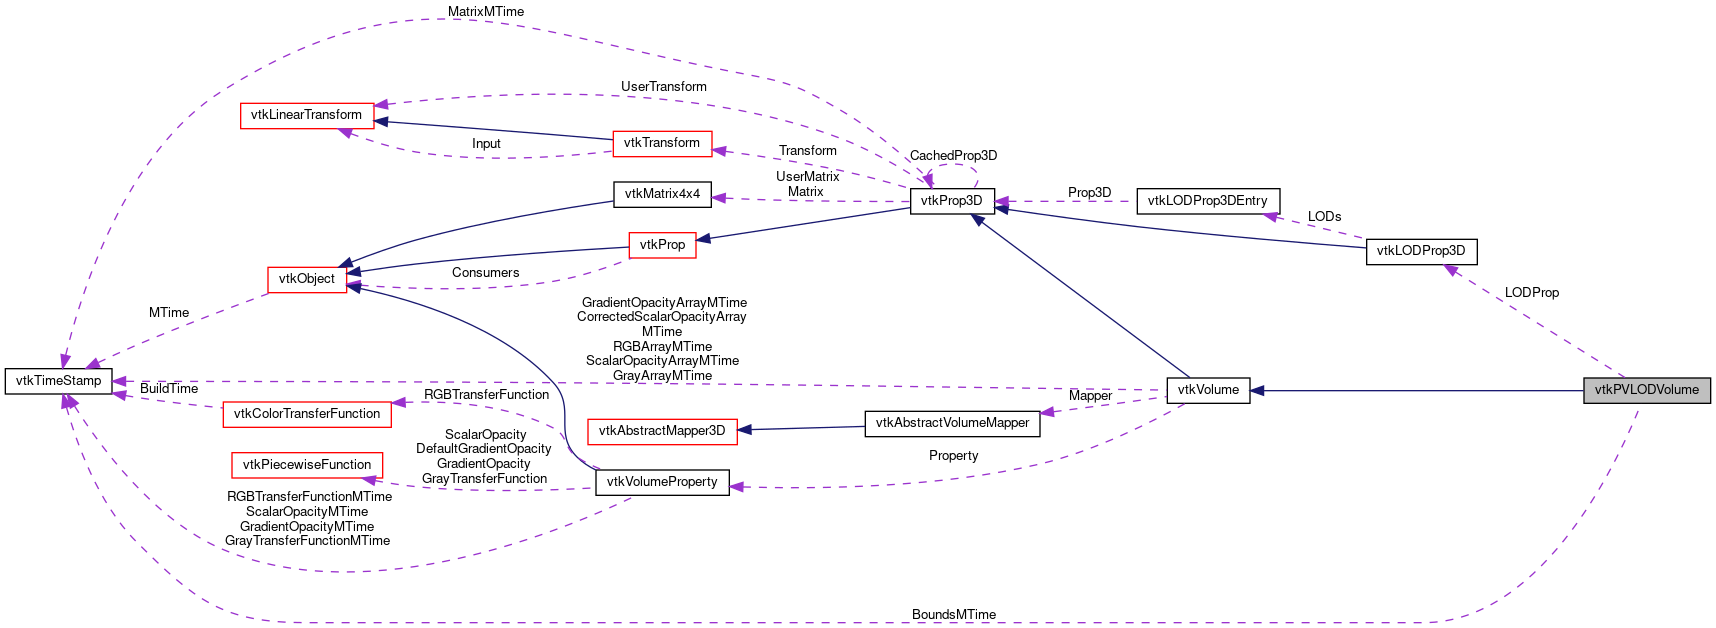 MatrixMTime
UserTransform
vtkLinearTransform
vtkTransform
Input
Transform
CachedProp3D
UserMatrix
Matrix
vtkMatrix4x4
vtkProp3D
Prop3D
vtkLODProp3DEntry
LODs
vtkProp
vtkLODProp3D
vtkObject
Consumers
LODProp
MTime
GradientOpacityArrayMTime
CorrectedScalarOpacityArray
MTime
RGBArrayMTime
ScalarOpacityArrayMTime
GrayArrayMTime
vtkTimeStamp
BuildTime
vtkVolume
vtkPVLODVolume
RGBTransferFunction
Mapper
vtkColorTransferFunction
vtkAbstractMapper3D
vtkAbstractVolumeMapper
ScalarOpacity
DefaultGradientOpacity
GradientOpacity
GrayTransferFunction
Property
vtkPiecewiseFunction
vtkVolumeProperty
RGBTransferFunctionMTime
ScalarOpacityMTime
GradientOpacityMTime
GrayTransferFunctionMTime
BoundsMTime